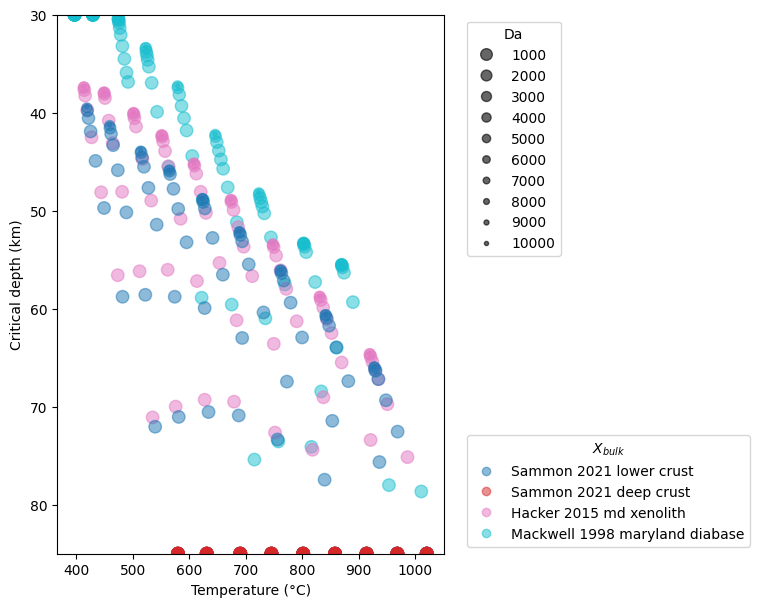 30
40
50
60
70
80
Critical depth (km)
400 500 600 700 800 900 1000
Temperature (°C)
Da
1000
2000
3000
4000
5000
6000
7000
8000
9000
10000
X_bulk
Sammon 2021 lower crust
Sammon 2021 deep crust
Hacker 2015 md xenolith
Mackwell 1998 maryland diabase